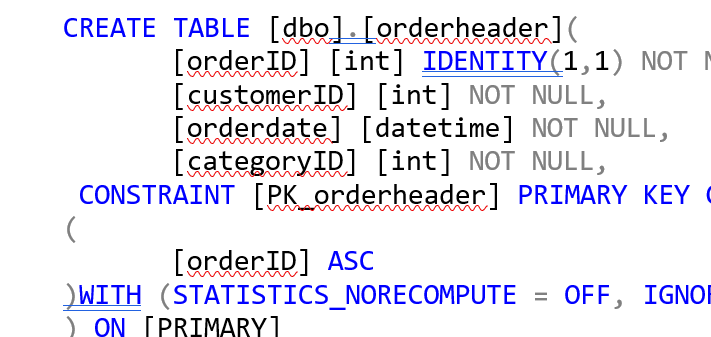 CREATE TABLE [dbo].[orderheader](
[orderID] [int] IDENTITY(1,1) NOT
[customerID] [int] NOT NULL,
[orderdate] [datetime] NOT NULL,
[categoryID] [int] NOT NULL,
CONSTRAINT [PK_orderheader] PRIMARY KEY
(
[orderID] ASC
)WITH (STATISTICS_NORECOMPUTE = OFF,
) ON [PRIMARY]